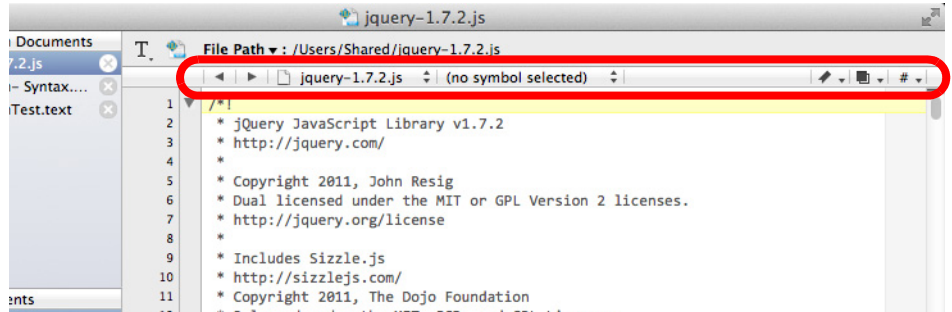 jquery-1.7.2.js
Documents
T
File Path ▾ : /Users/Shared/jquery-1.7.2.js
7.2.js
jquery-1.7.2.js (no symbol selected) #
– Syntax....
Test.text
1 /*!
2 * jQuery JavaScript Library v1.7.2
3 * http://jquery.com/
4 *
5 * Copyright 2011, John Resig
6 * Dual licensed under the MIT or GPL Version 2 licenses.
7 * http://jquery.org/license
8 *
9 * Includes Sizzle.js
10 * http://sizzlejs.com/
ents
11 * Copyright 2011, The Dojo Foundation